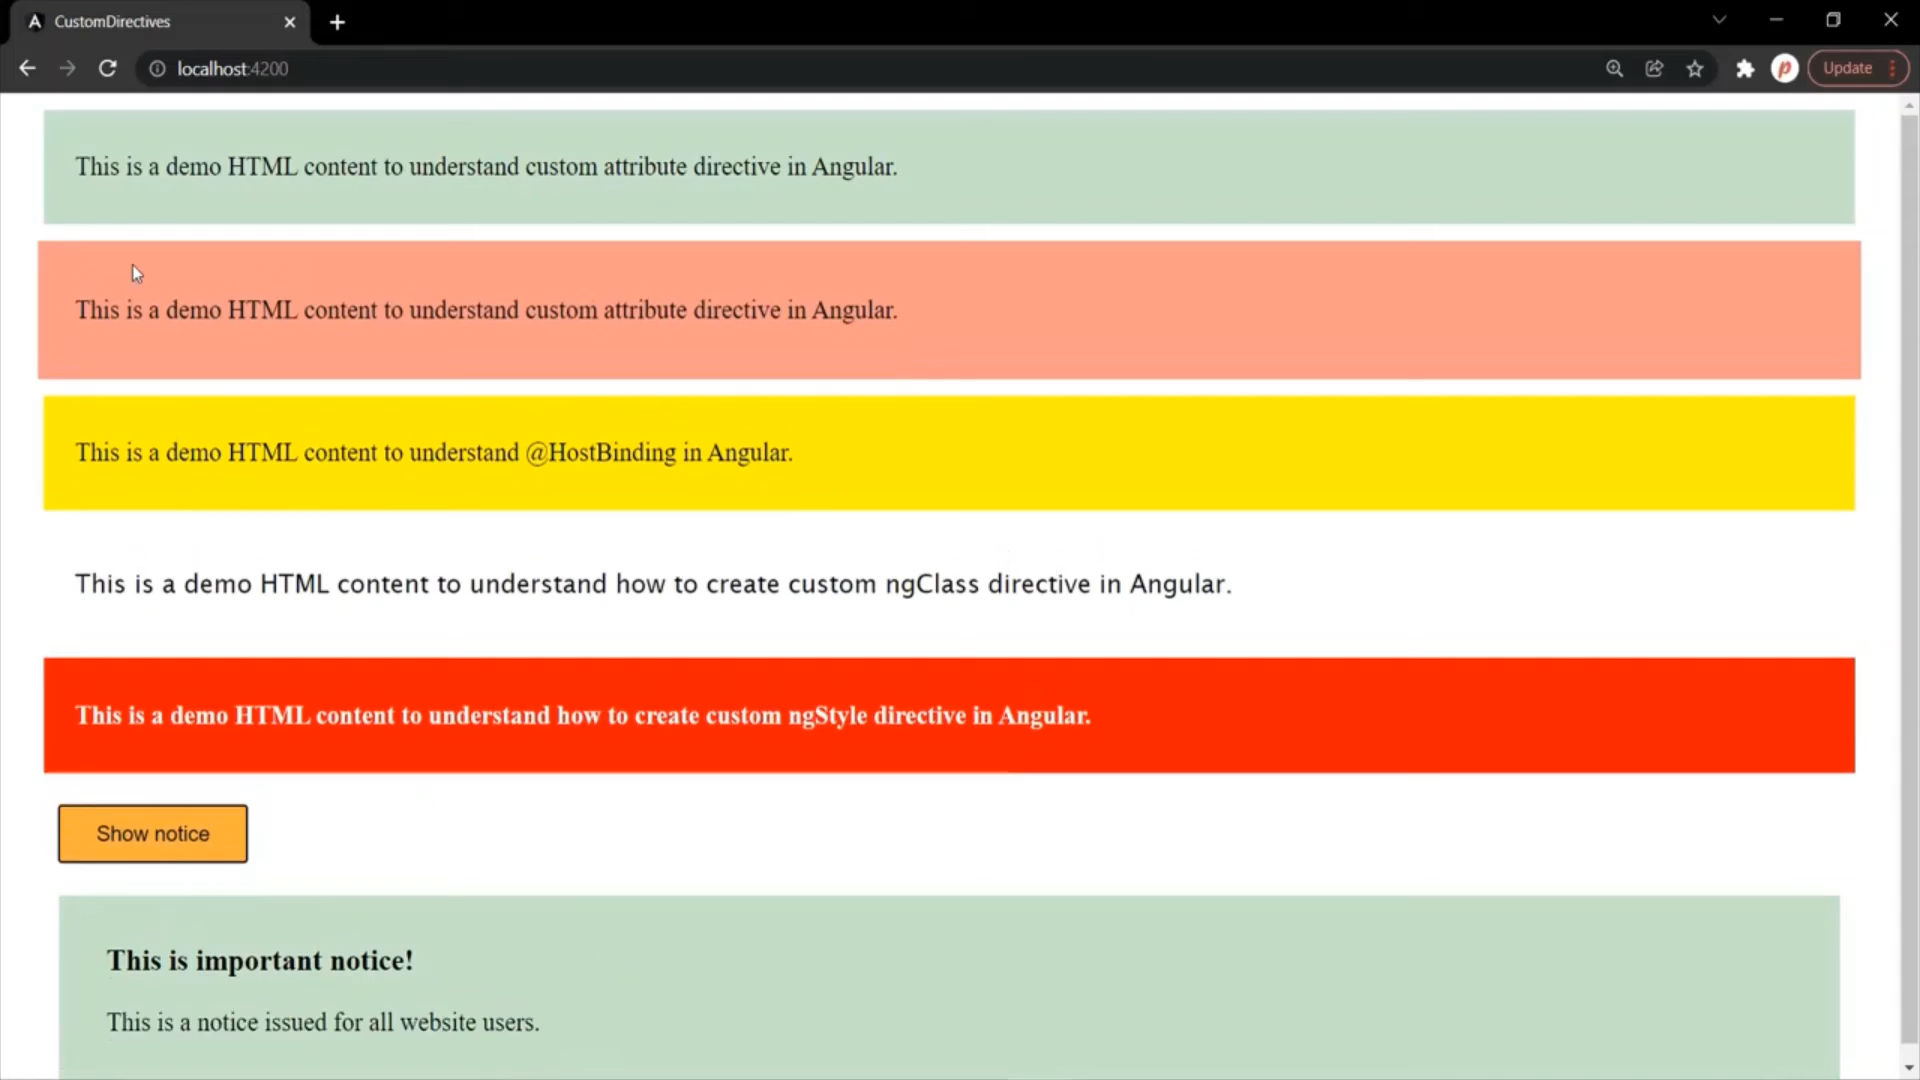 CustomDirectives
localhost:4200
Update
This is a demo HTML content to understand custom attribute directive in Angular.
This is a demo HTML content to understand custom attribute directive in Angular.
This is a demo HTML content to understand @HostBinding in Angular.
This is a demo HTML content to understand how to create custom ngClass directive in Angular.
This is a demo HTML content to understand how to create custom ngStyle directive in Angular.
Show notice
This is important notice!
This is a notice issued for all website users.